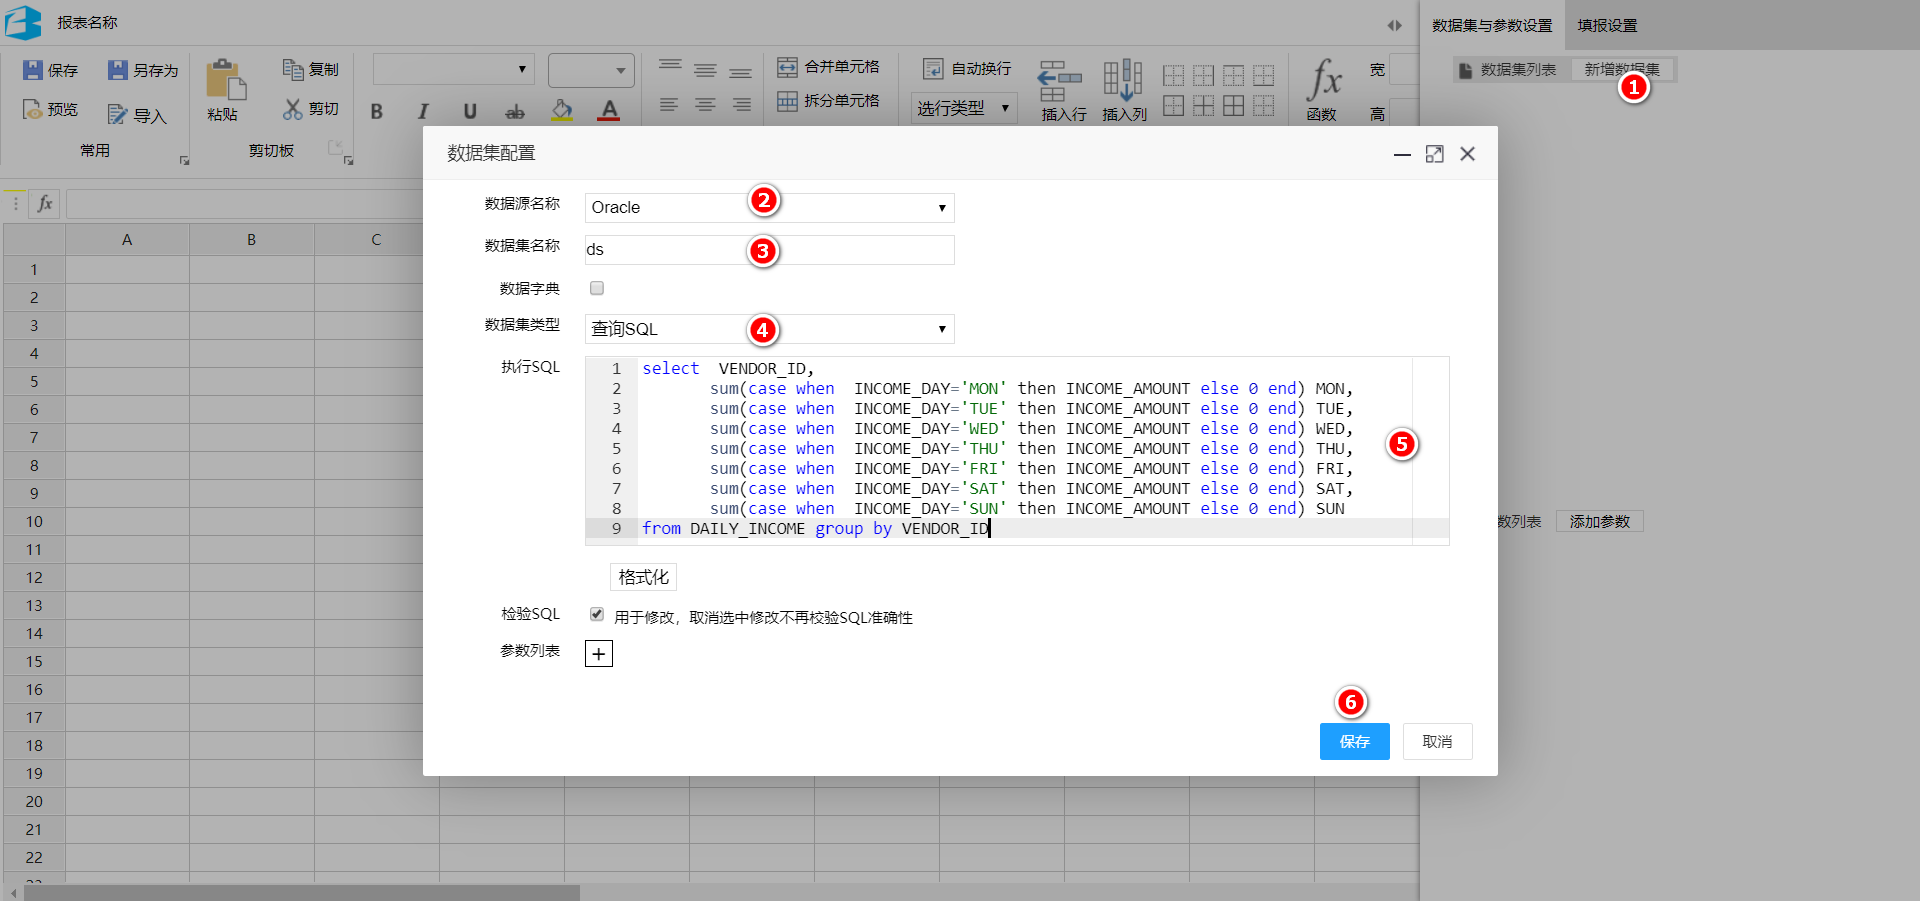 报表名称
数据集与参数设置 填报设置
保存 另存为 粘贴 复制 剪切 预览 导入
常用 剪切板
B I U ab A
合并单元格 自动换行
拆分单元格 选行类型
插入行 插入列
fx 函数
宽
高
数据集列表 新增数据集
1
fx
A B C
1
2
3
4
5
6
7
8
9
10
11
12
13
14
15
16
17
18
19
20
21
22
数据集配置
数据源名称 Oracle 2
数据集名称 ds 3
数据字典
数据集类型 查询SQL 4
执行SQL
1 select  VENDOR_ID,
2 sum(case when  INCOME_DAY='MON' then INCOME_AMOUNT else 0 end) MON,
3 sum(case when  INCOME_DAY='TUE' then INCOME_AMOUNT else 0 end) TUE,
4 sum(case when  INCOME_DAY='WED' then INCOME_AMOUNT else 0 end) WED,
5 sum(case when  INCOME_DAY='THU' then INCOME_AMOUNT else 0 end) THU,
6 sum(case when  INCOME_DAY='FRI' then INCOME_AMOUNT else 0 end) FRI,
7 sum(case when  INCOME_DAY='SAT' then INCOME_AMOUNT else 0 end) SAT,
8 sum(case when  INCOME_DAY='SUN' then INCOME_AMOUNT else 0 end) SUN
9 from DAILY_INCOME group by VENDOR_ID
5
格式化
检验SQL 用于修改，取消选中修改不再校验SQL准确性
参数列表 +
6
保存 取消
数列表 添加参数